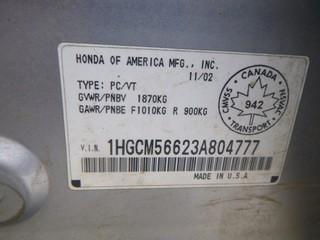 HONDA OF AMERICA MFG., INC.
11/02
TYPE: PC/VT
GVWR/PNBV 1870KG
GAWR/PNBE F1010KG R 900KG
CANADA
CMVSS 942 NSVAC
TRANSPORT
V.I.N. 1HGCM56623A804777
MADE IN U.S.A